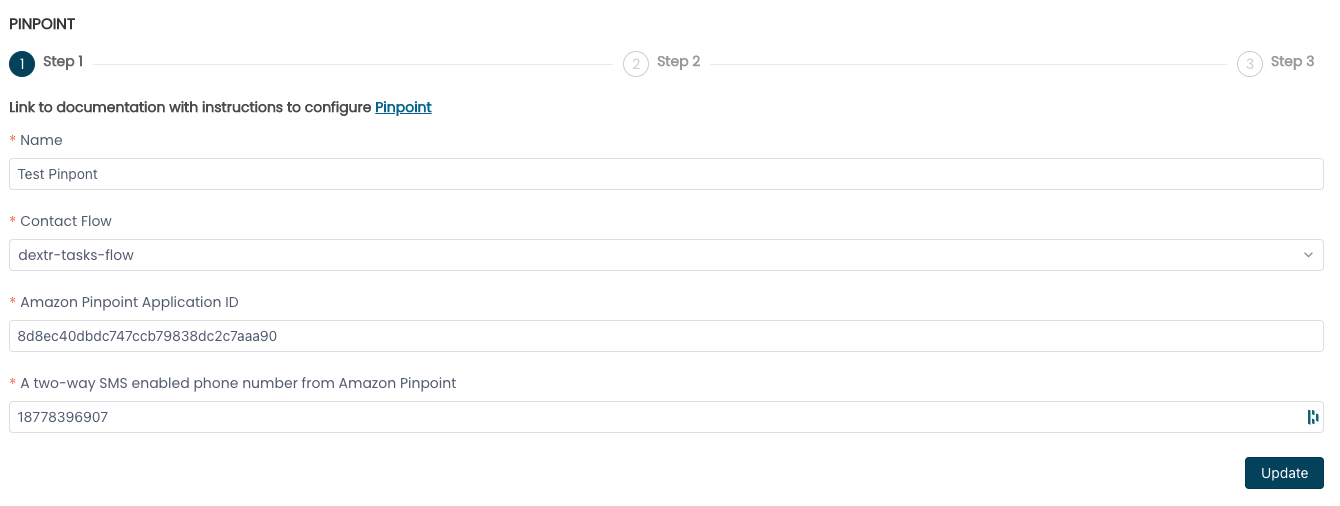 PINPOINT
1 Step 1 2 Step 2 3 Step 3
Link to documentation with instructions to configure Pinpoint
* Name
Test Pinpont
* Contact Flow
dextr-tasks-flow
* Amazon Pinpoint Application ID
8d8ec40dbdc747ccb79838dc2c7aaa90
* A two-way SMS enabled phone number from Amazon Pinpoint
18778396907
Update